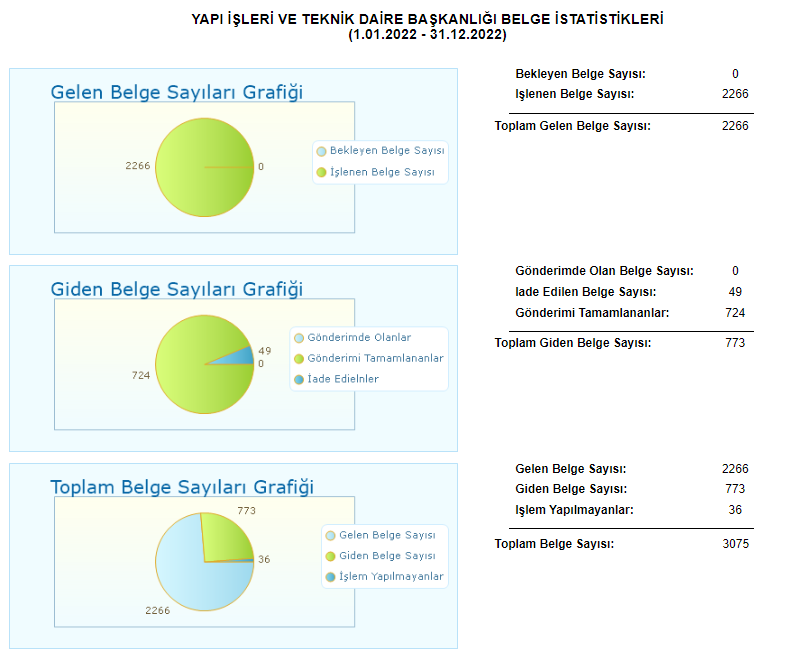 YAPI İŞLERİ VE TEKNİK DAİRE BAŞKANLIĞI BELGE İSTATİSTİKLERİ
(1.01.2022 - 31.12.2022)
Gelen Belge Sayıları Grafiği
2266
0
Bekleyen Belge Sayısı
İşlenen Belge Sayısı
Bekleyen Belge Sayısı: 0
İşlenen Belge Sayısı: 2266
Toplam Gelen Belge Sayısı: 2266
Giden Belge Sayıları Grafiği
49
0
724
Gönderimde Olanlar
Gönderimi Tamamlananlar
İade Edielnler
Gönderimde Olan Belge Sayısı: 0
Iade Edilen Belge Sayısı: 49
Gönderimi Tamamlananlar: 724
Toplam Giden Belge Sayısı: 773
Toplam Belge Sayıları Grafiği
773
36
2266
Gelen Belge Sayısı
Giden Belge Sayısı
İşlem Yapılmayanlar
Gelen Belge Sayısı: 2266
Giden Belge Sayısı: 773
İşlem Yapılmayanlar: 36
Toplam Belge Sayısı: 3075